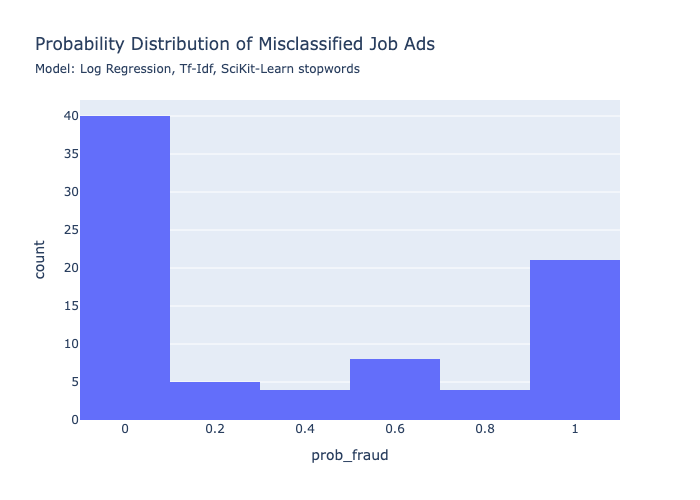 Probability Distribution of Misclassified Job Ads
Model: Log Regression, Tf-Idf, SciKit-Learn stopwords
40
35
30
25
20
15
10
5
0
count
0 0.2 0.4 0.6 0.8 1
prob_fraud